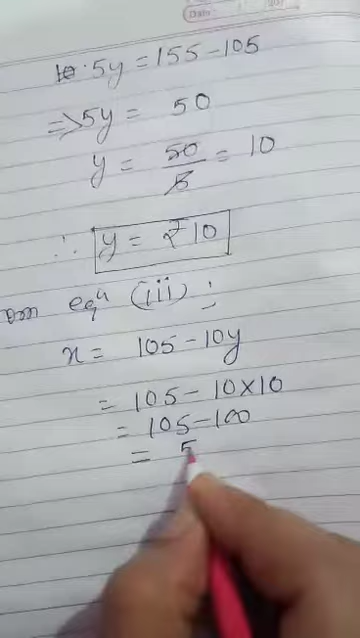 5y = 155 - 105
=> 5y = 50
y = 50/5 = 10
∴ y = ₹10
eqⁿ (iii) ;
x = 105 - 10y
= 105 - 10×10
= 105 - 100
= 5